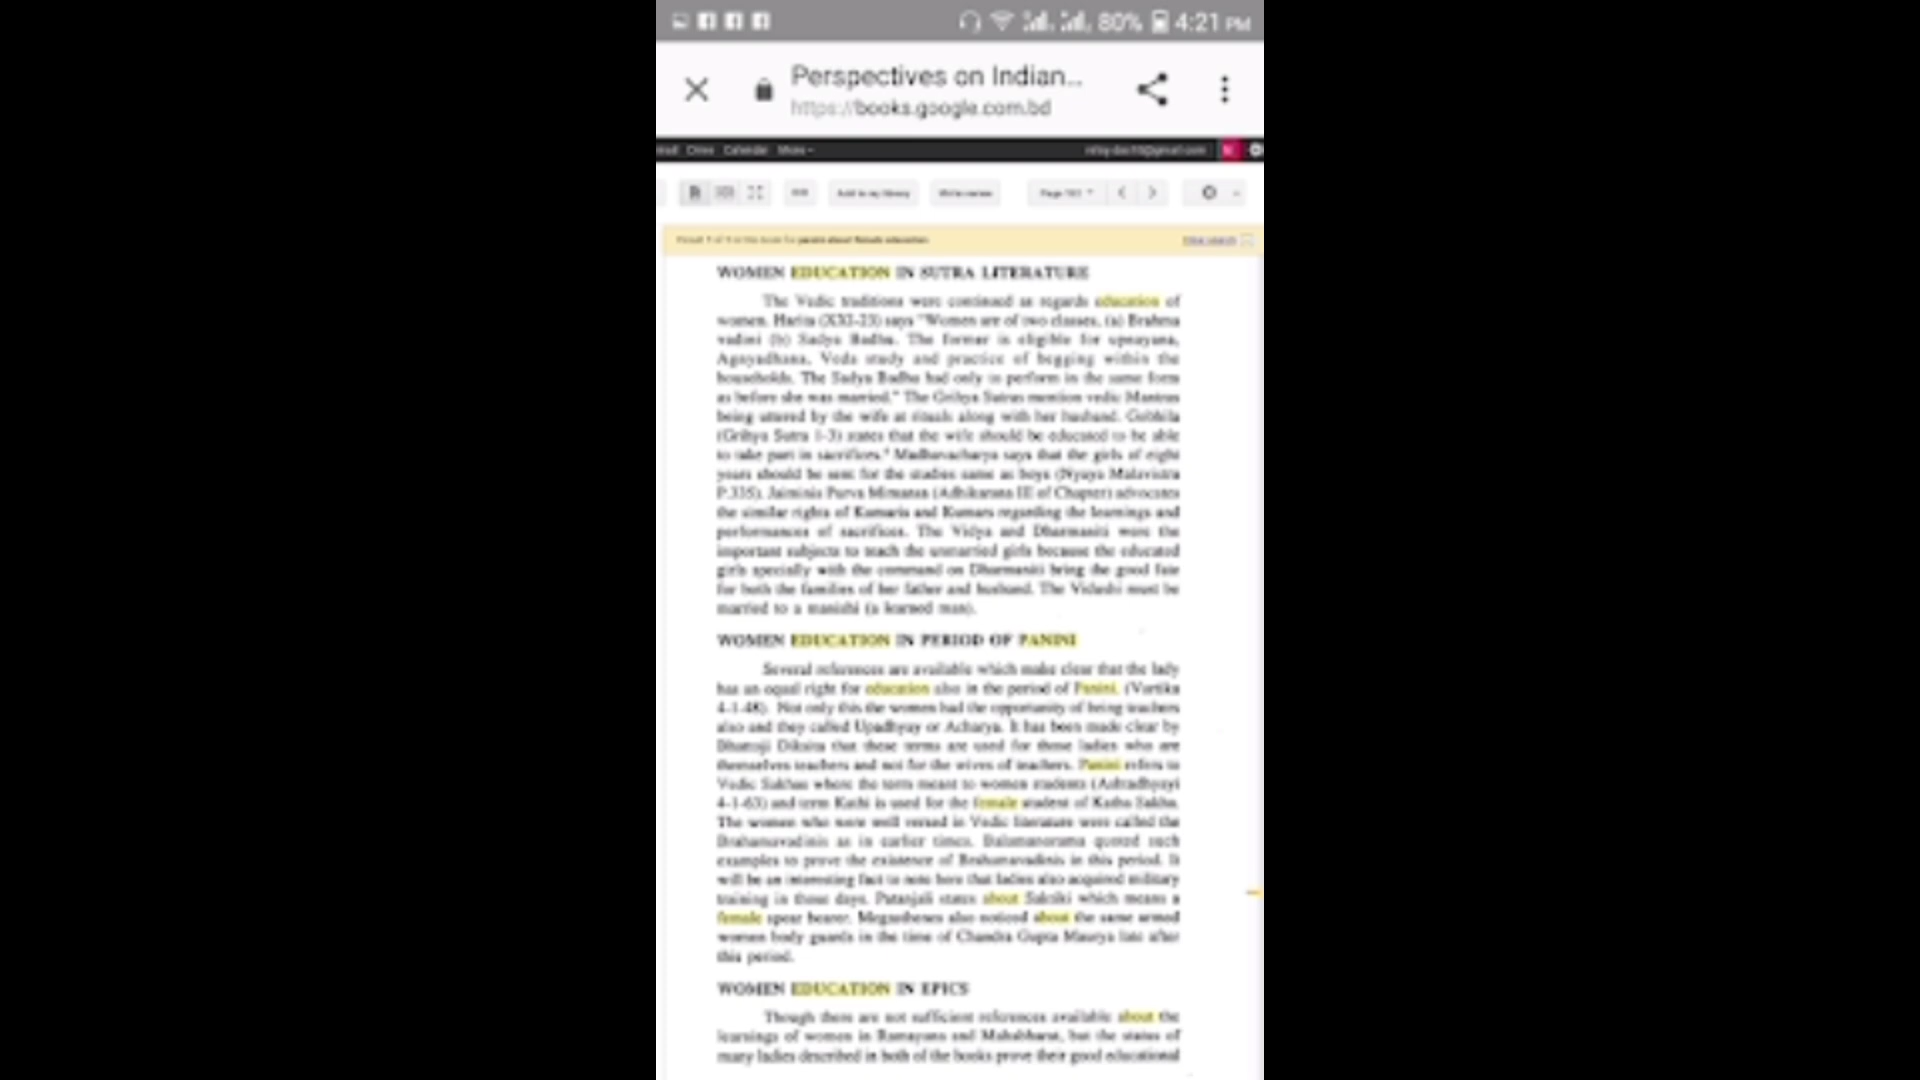 80% 4:21 PM
Perspectives on Indian...
https://books.google.com.bd
Drive Calendar More
Add to my library Write review Page
WOMEN EDUCATION IN SUTRA LITERATURE
The Vedic traditions were continued as regards education of
women. Harita (XXI-23) says "Women are of two classes, (a) Brahma
vadini (b) Sadya Badhu. The former is eligible for upnayana,
Agnyadhana, Veda study and practice of begging within the
households. The Sadya Badhu had only to perform in the same form
as before she was married." The Grihya Sutras mention vedic Mantras
being uttered by the wife at rituals along with her husband. Gobhila
(Grihya Sutra 1-3) states that the wife should be educated to be able
to take part in sacrifices." Madhavacharya says that the girls of eight
years should be sent for the studies same as boys (Nyaya Malavistra
P.335). Jaiminis Purva Mimansa (Adhikarana III of Chapter) advocates
the similar rights of Kumaris and Kumars regarding the learnings and
performances of sacrifices. The Vidya and Dharmaniti were the
important subjects to teach the unmarried girls because the educated
girls specially with the command on Dharmaniti bring the good fate
for both the families of her father and husband. The Vidushi must be
married to a manishi (a learned man).
WOMEN EDUCATION IN PERIOD OF PANINI
Several references are available which make clear that the lady
has an equal right for education also in the period of Panini. (Vartika
4-1-48). Not only this the women had the opportunity of being teachers
also and they called Upadhyay or Acharya. It has been made clear by
Bhattoji Diksita that these terms are used for those ladies who are
themselves teachers and not for the wives of teachers. Panini refers to
Vedic Sakhas where the term meant to women students (Astradhyayi
4-1-63) and term Kathi is used for the female student of Katha Sakha.
The women who were well versed in Vedic literature were called the
Brahamavadinis as in earlier times. Balamanorama quoted such
examples to prove the existence of Brahamavadinis in this period. It
will be an interesting fact to note here that ladies also acquired military
training in those days. Patanjali states about Saktiki which means a
female spear bearer. Megasthenes also noticed about the same armed
women body guards in the time of Chandra Gupta Maurya late after
this period.
WOMEN EDUCATION IN EPICS
Though there are not sufficient references available about the
learnings of women in Ramayana and Mahabharat, but the status of
many ladies described in both of the books prove their good educational